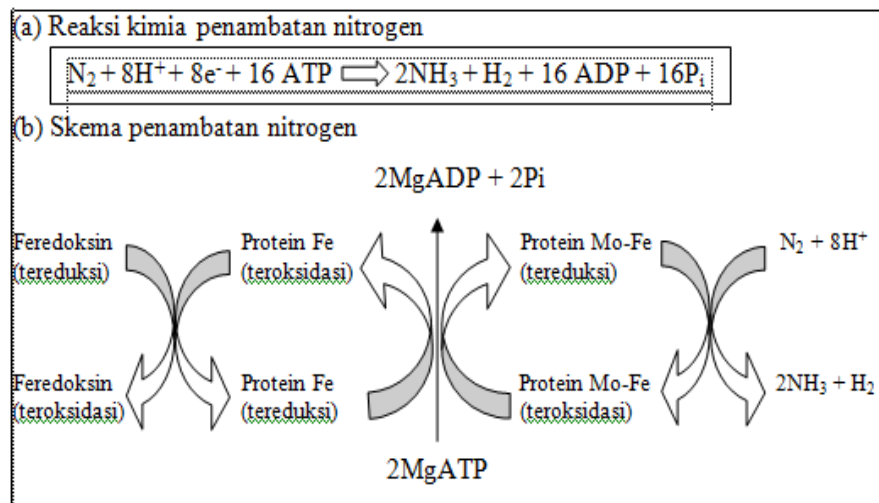 (a) Reaksi kimia penambatan nitrogen
N₂ + 8H⁺ + 8e⁻ + 16 ATP ⇨ 2NH₃ + H₂ + 16 ADP + 16Pᵢ
(b) Skema penambatan nitrogen
2MgADP + 2Pi
Feredoksin
(tereduksi)
Protein Fe
(teroksidasi)
Protein Mo-Fe
(tereduksi)
N₂ + 8H⁺
Feredoksin
(teroksidasi)
Protein Fe
(tereduksi)
Protein Mo-Fe
(teroksidasi)
2NH₃ + H₂
2MgATP